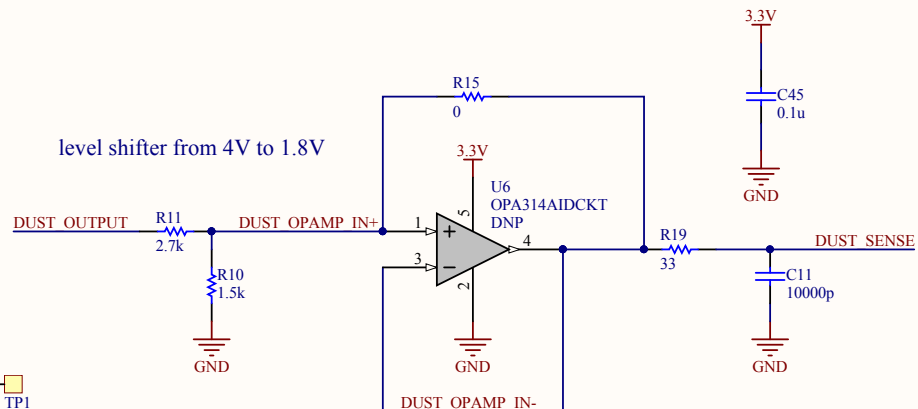 3.3V
R15
0
C45
0.1u
level shifter from 4V to 1.8V
3.3V
GND
U6
OPA314AIDCKT
DNP
DUST_OUTPUT
R11
2.7k
DUST_OPAMP_IN+
1
5
+
3
2
4
R19
33
DUST_SENSE
R10
1.5k
C11
10000p
GND
GND
GND
TP1
DUST_OPAMP_IN-